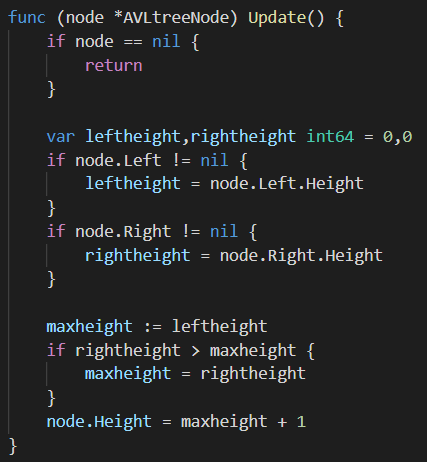 func (node *AVLtreeNode) Update() {
    if node == nil {
        return
    }

    var leftheight,rightheight int64 = 0,0
    if node.Left != nil {
        leftheight = node.Left.Height
    }
    if node.Right != nil {
        rightheight = node.Right.Height
    }

    maxheight := leftheight
    if rightheight > maxheight {
        maxheight = rightheight
    }
    node.Height = maxheight + 1
}